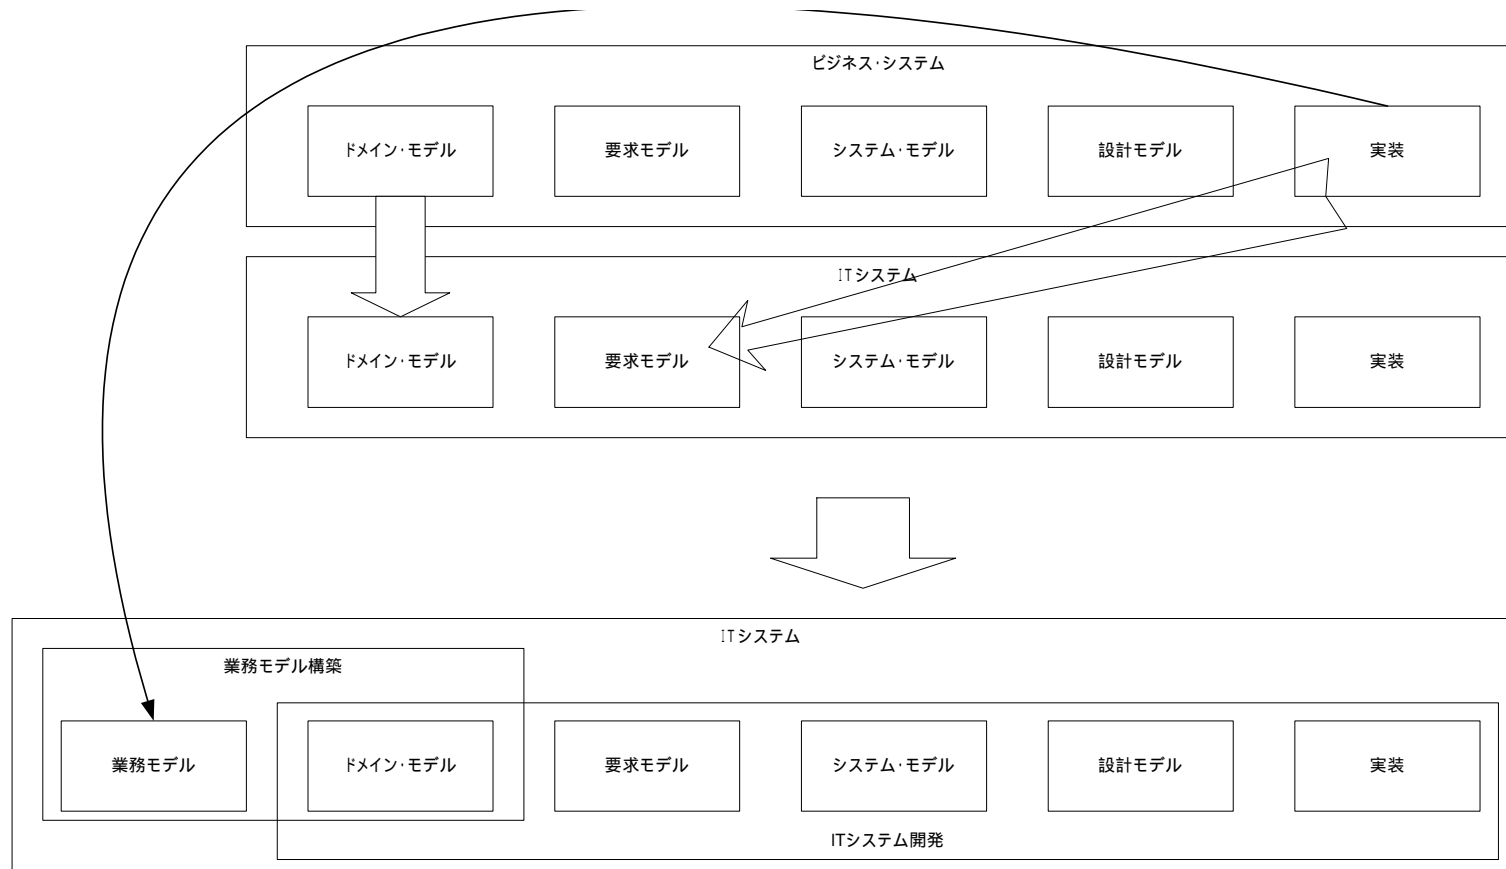 ビジネス・システム
ドメイン・モデル
要求モデル
システム・モデル
設計モデル
実装
ITシステム
ドメイン・モデル
要求モデル
システム・モデル
設計モデル
実装
ITシステム
業務モデル構築
業務モデル
ドメイン・モデル
要求モデル
システム・モデル
設計モデル
実装
ITシステム開発